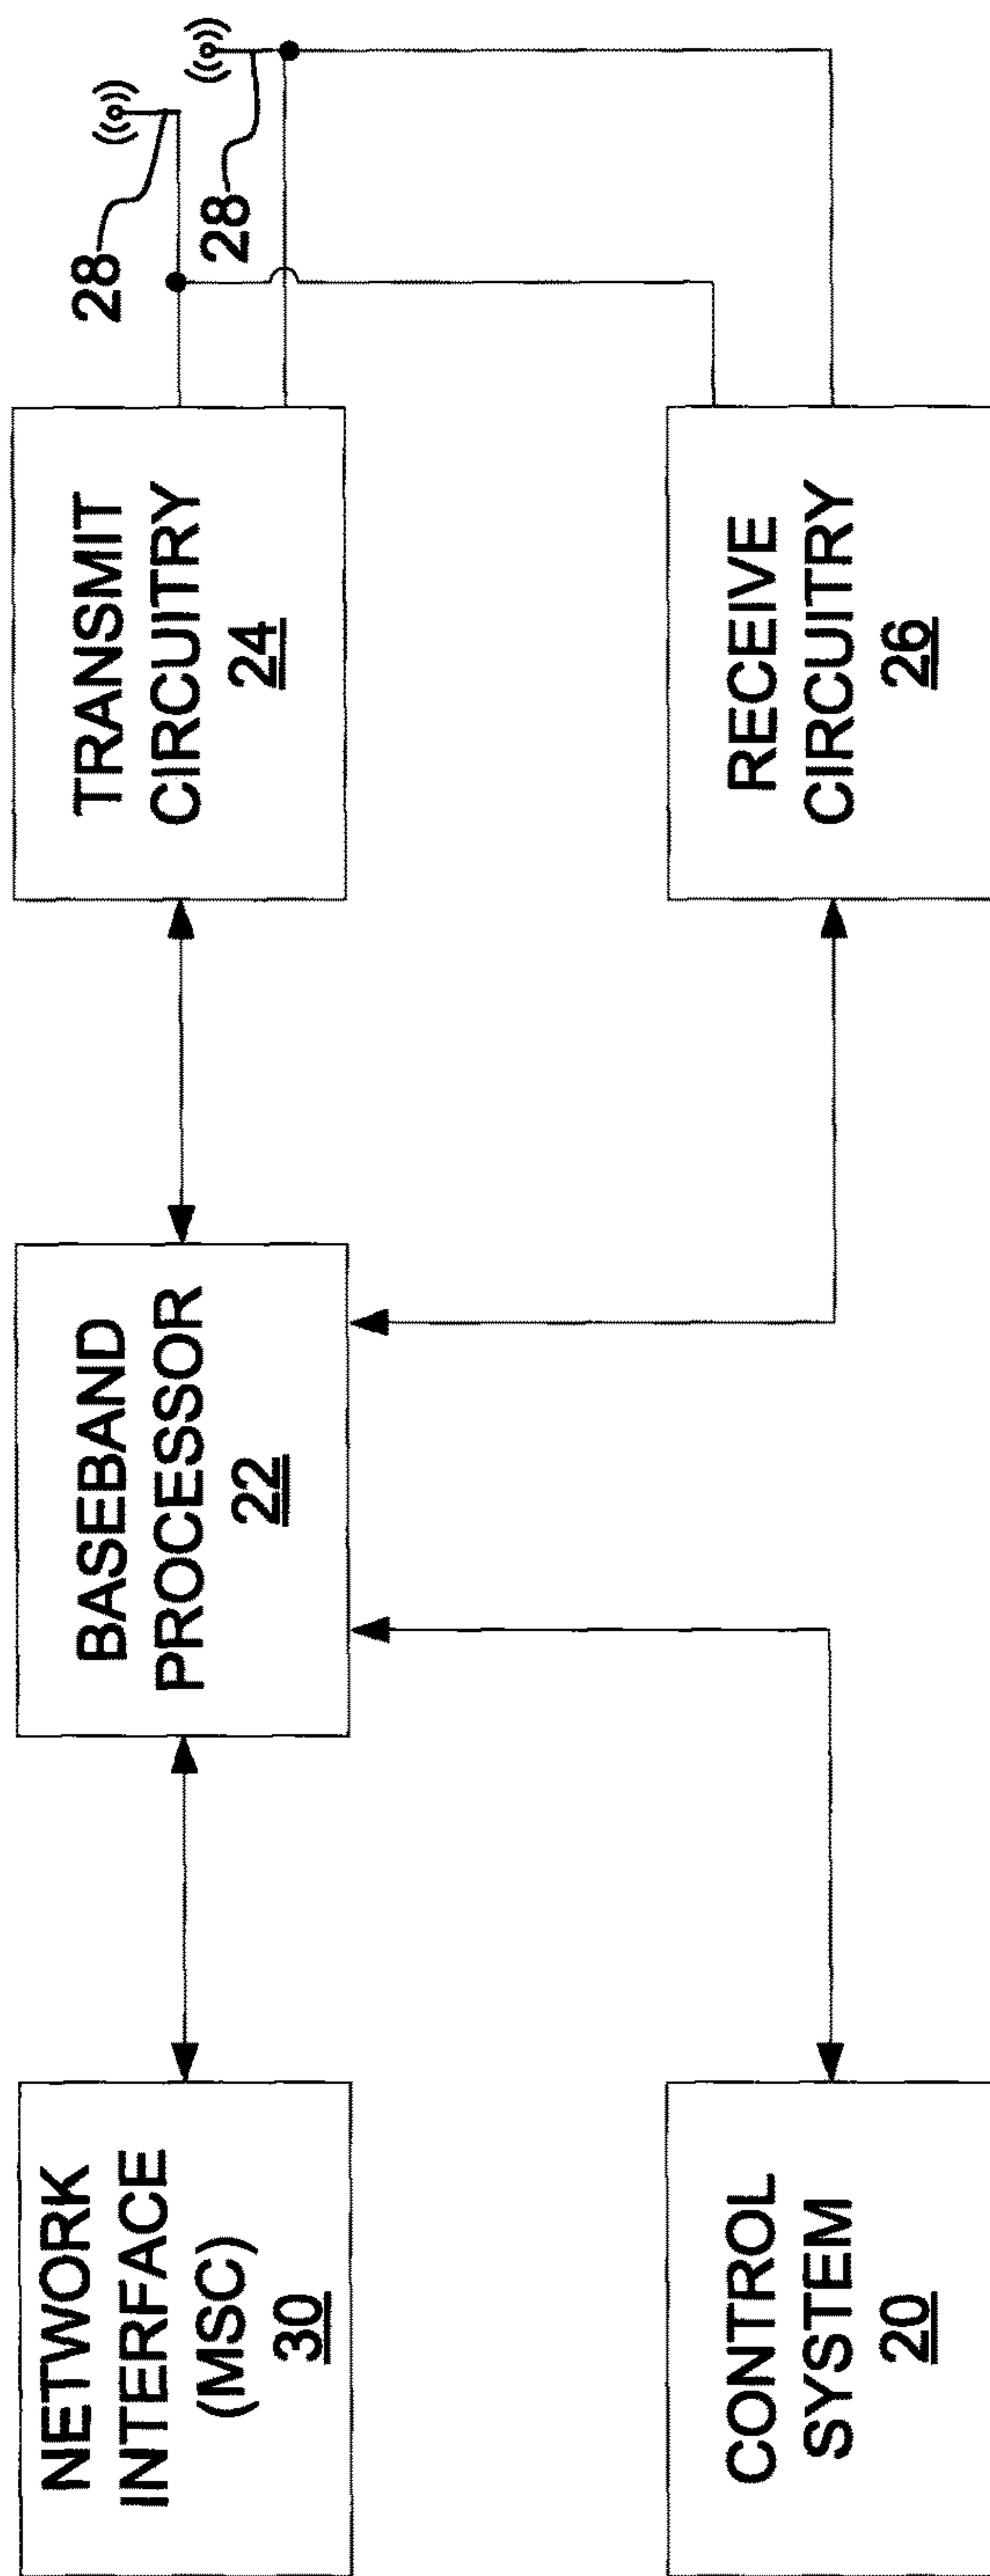 NETWORK
INTERFACE
(MSC)
30
BASEBAND
PROCESSOR
22
TRANSMIT
CIRCUITRY
24
28
28
CONTROL
SYSTEM
20
RECEIVE
CIRCUITRY
26